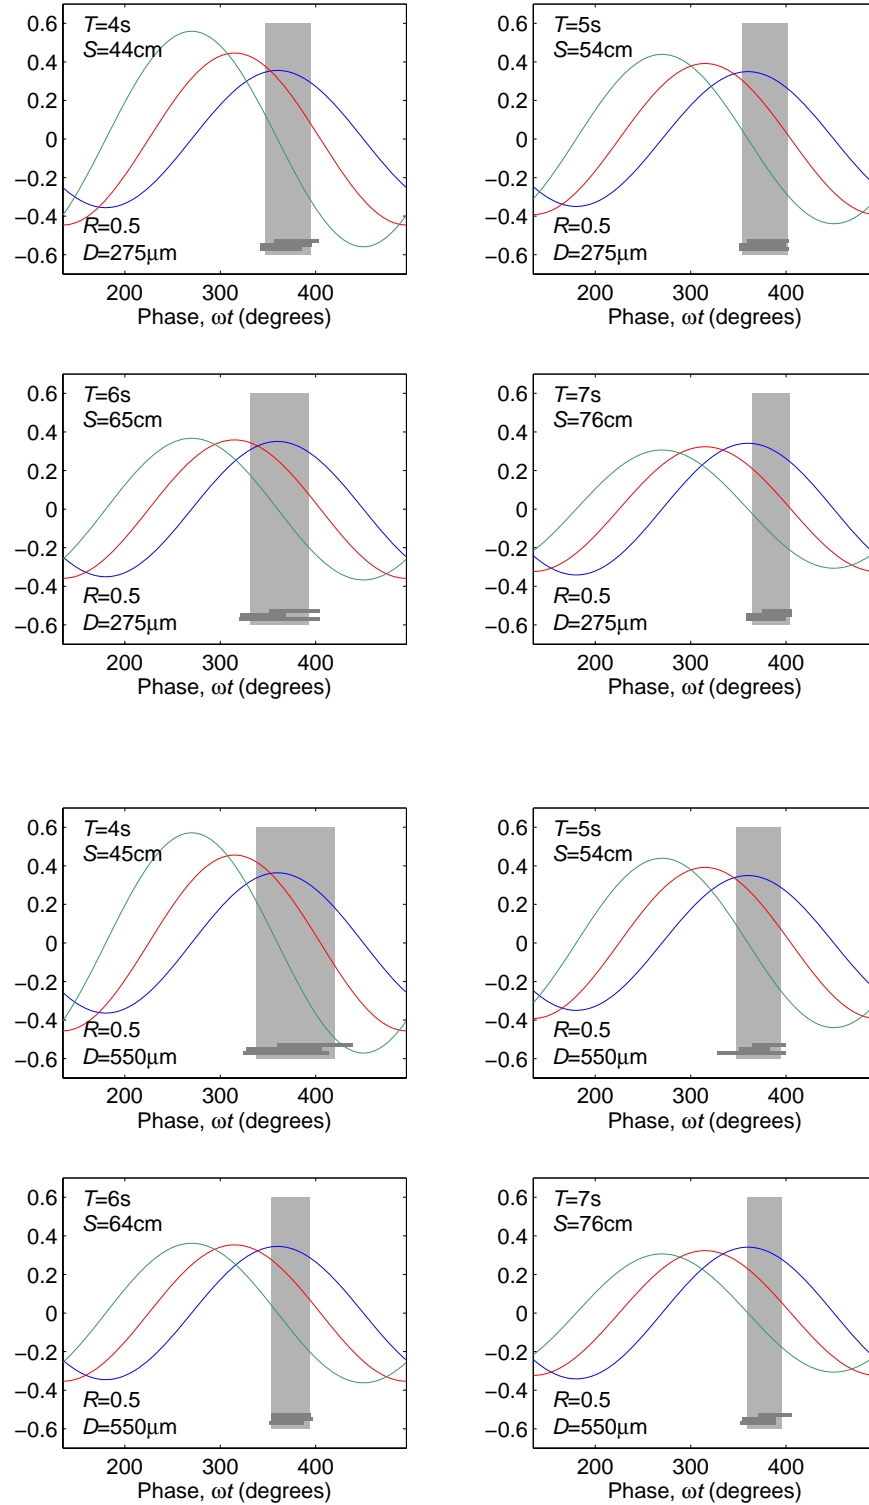 T=4s
S=44cm
0.6
0.4
0.2
0
−0.2
−0.4
−0.6
R=0.5
D=275μm
200 300 400
Phase, ωt (degrees)
T=5s
S=54cm
0.6
0.4
0.2
0
−0.2
−0.4
−0.6
R=0.5
D=275μm
200 300 400
Phase, ωt (degrees)
T=6s
S=65cm
0.6
0.4
0.2
0
−0.2
−0.4
−0.6
R=0.5
D=275μm
200 300 400
Phase, ωt (degrees)
T=7s
S=76cm
0.6
0.4
0.2
0
−0.2
−0.4
−0.6
R=0.5
D=275μm
200 300 400
Phase, ωt (degrees)
T=4s
S=45cm
0.6
0.4
0.2
0
−0.2
−0.4
−0.6
R=0.5
D=550μm
200 300 400
Phase, ωt (degrees)
T=5s
S=54cm
0.6
0.4
0.2
0
−0.2
−0.4
−0.6
R=0.5
D=550μm
200 300 400
Phase, ωt (degrees)
T=6s
S=64cm
0.6
0.4
0.2
0
−0.2
−0.4
−0.6
R=0.5
D=550μm
200 300 400
Phase, ωt (degrees)
T=7s
S=76cm
0.6
0.4
0.2
0
−0.2
−0.4
−0.6
R=0.5
D=550μm
200 300 400
Phase, ωt (degrees)